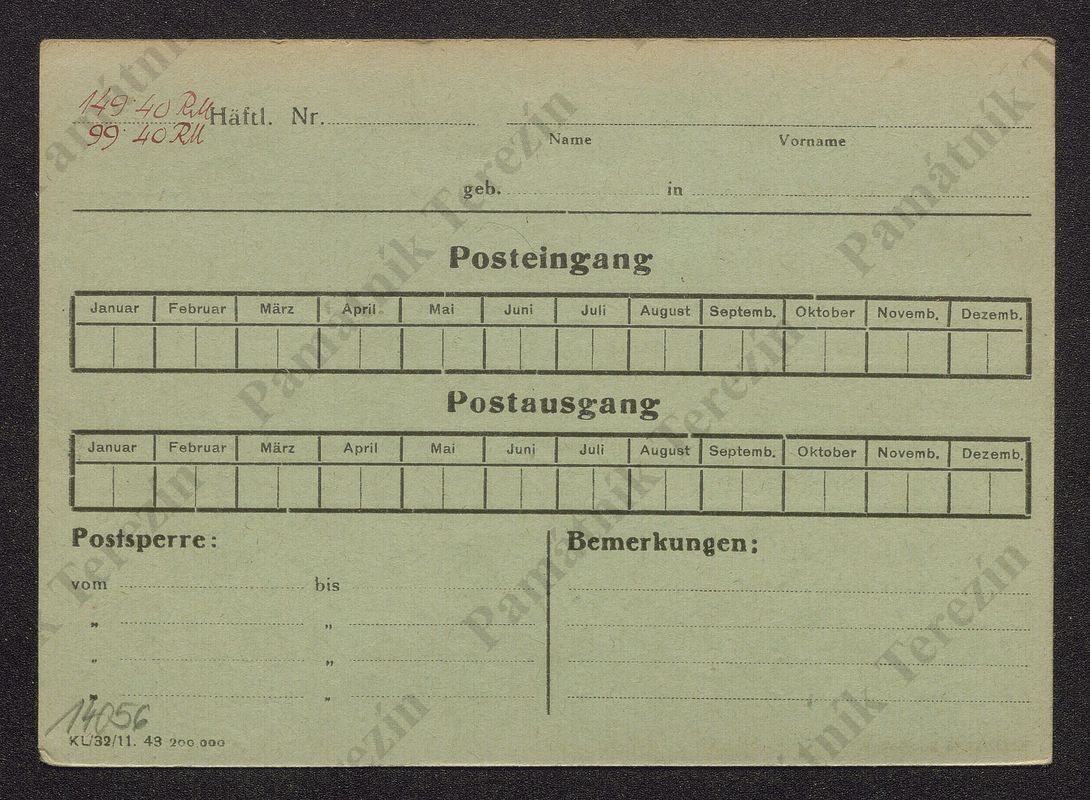 149·40 RM Häftl. Nr.
99·40 RM
Name Vorname
geb. in
Posteingang
Januar Februar März April Mai Juni Juli August Septemb. Oktober Novemb. Dezemb.
Postausgang
Januar Februar März April Mai Juni Juli August Septemb. Oktober Novemb. Dezemb.
Postsperre: Bemerkungen:
vom bis
„ „
„ „
„ „
14056
KL/32/11. 43 200.000
Památník Terezín